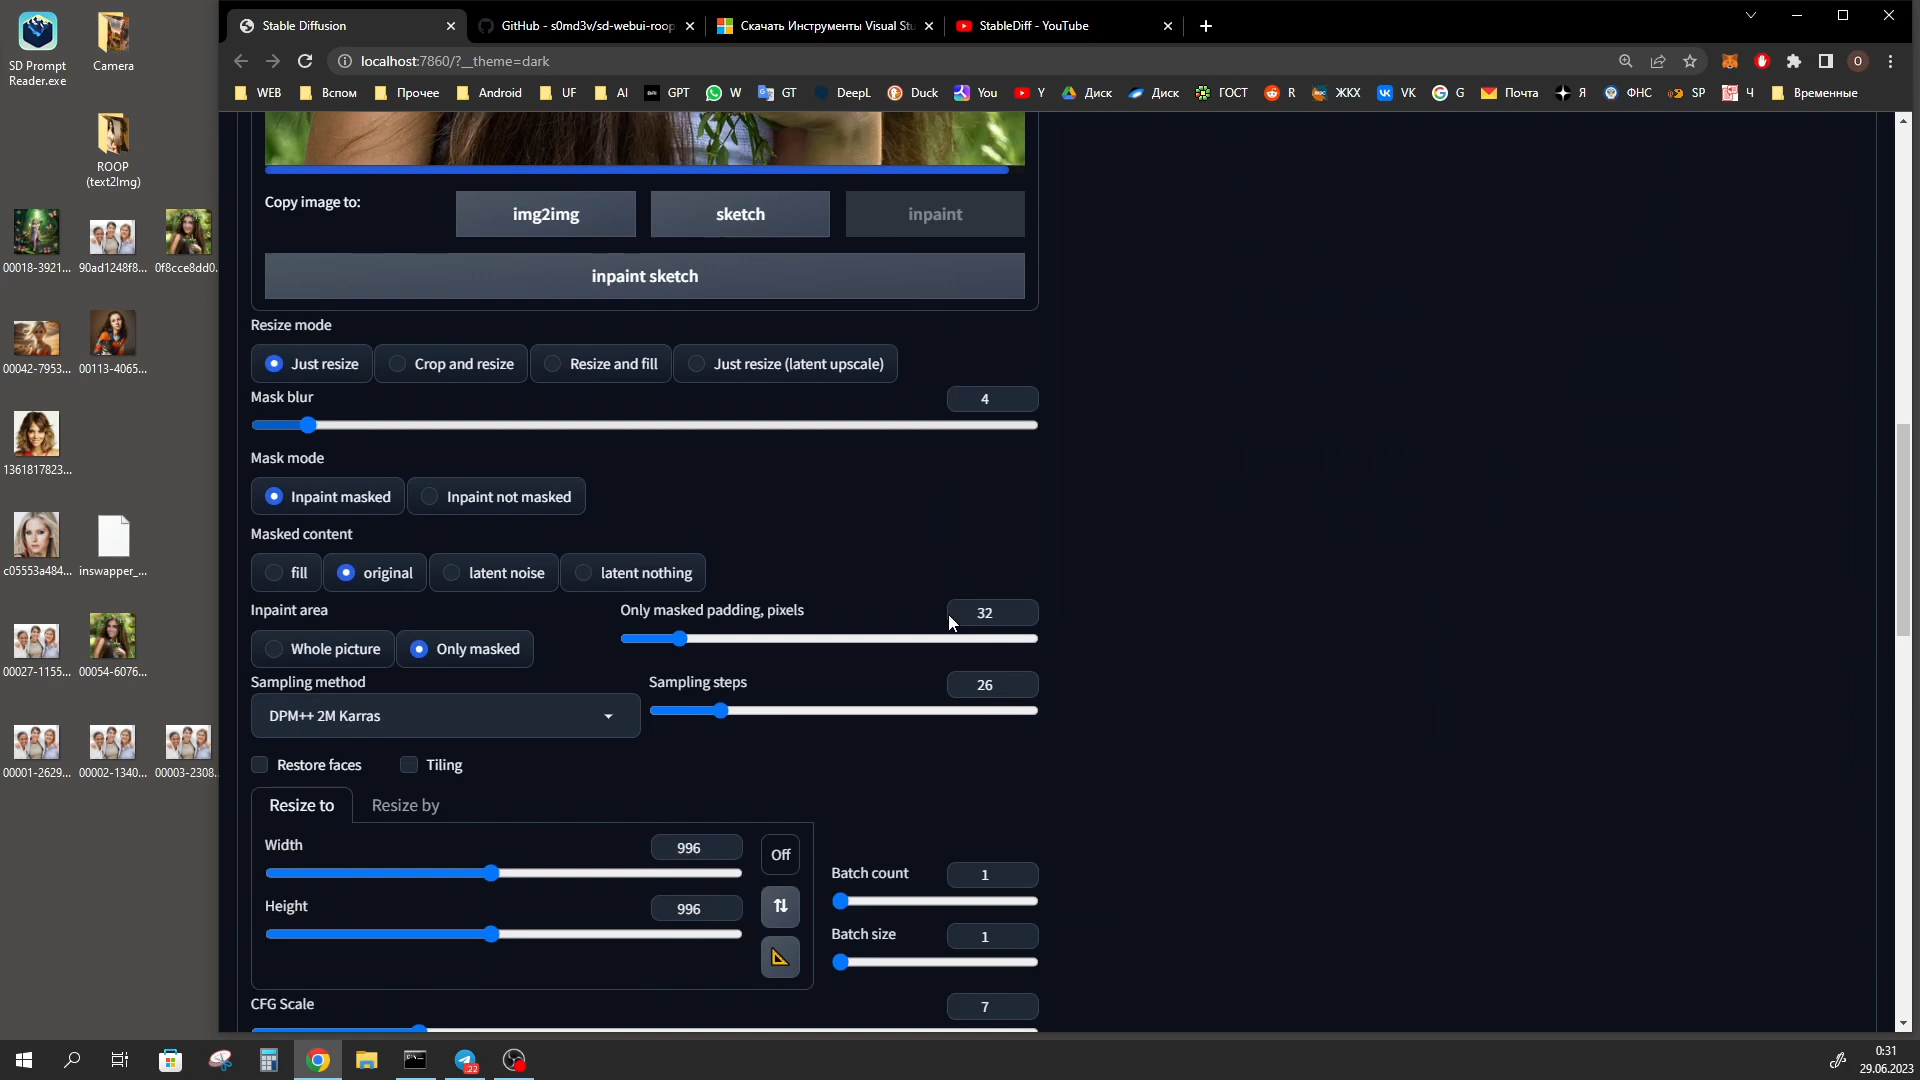 SD Prompt
Reader.exe
Camera
ROOP
(text2Img)
00018-3921...
90ad1248f8...
0f8cce8dd0.
00042-7953...
00113-4065...
1361817823...
c05553a484...
inswapper_...
00027-1155...
00054-6076...
00001-2629...
00002-1340...
00003-2308.
Stable Diffusion
GitHub - s0md3v/sd-webui-roop
Скачать Инструменты Visual Stu
StableDiff - YouTube
localhost:7860/?__theme=dark
O
WEB
Вспом
Прочее
Android
UF
AI
GPT
W
GT
DeepL
Duck
You
Y
Диск
Диск
ГОСТ
R
ЖКХ
VK
G
Почта
Я
ФНС
SP
Ч
Временные
Copy image to:
img2img
sketch
inpaint
inpaint sketch
Resize mode
Just resize
Crop and resize
Resize and fill
Just resize (latent upscale)
Mask blur
4
Mask mode
Inpaint masked
Inpaint not masked
Masked content
fill
original
latent noise
latent nothing
Inpaint area
Only masked padding, pixels
32
Whole picture
Only masked
Sampling method
Sampling steps
26
DPM++ 2M Karras
Restore faces
Tiling
Resize to
Resize by
Width
996
Off
Height
996
Batch count
1
Batch size
1
CFG Scale
7
22
0:31
29.06.2023